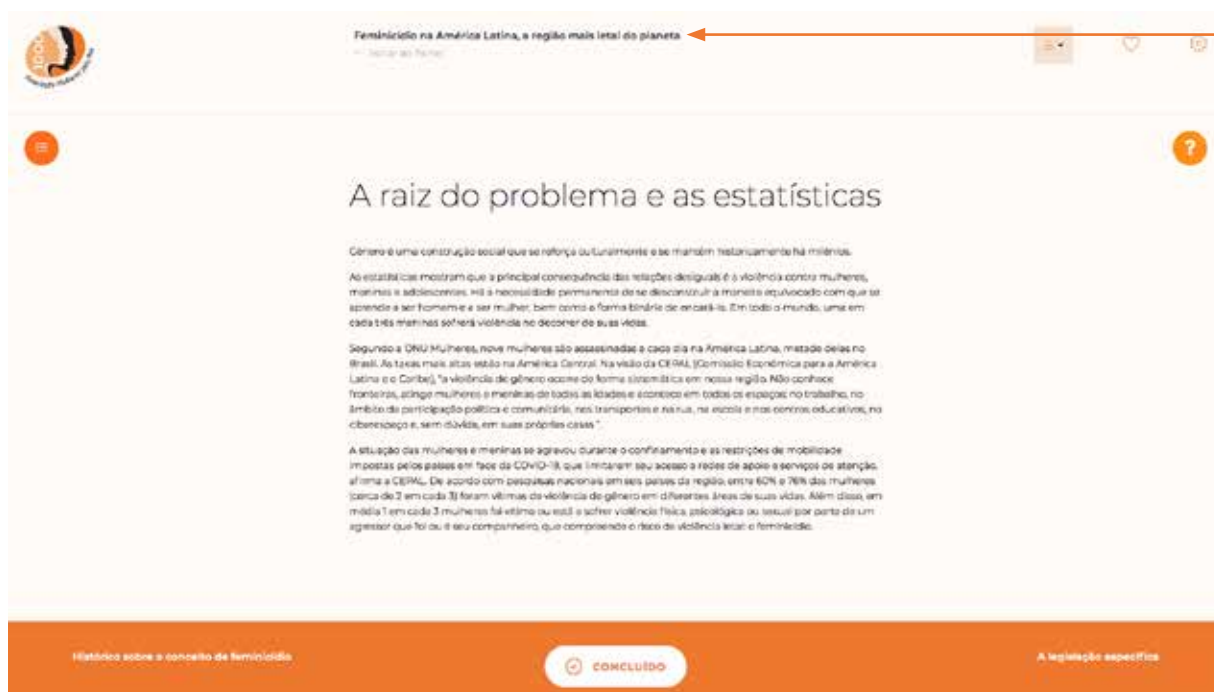 1000
Feminicídio na América Latina, a região mais letal do planeta
?
A raiz do problema e as estatísticas
Gênero é uma construção social que se reforça culturalmente e se mantém historicamente há milênios.
As estatísticas mostram que a principal consequência das relações desiguais é a violência contra mulheres,
meninas e adolescentes. Há a necessidade permanente de se desconstruir a maneira equivocada com que se
aprende a ser homem e a ser mulher, bem como a forma binária de encará-la. Em todo o mundo, uma em
cada três meninas sofrerá violência no decorrer de suas vidas.
Segundo a ONU Mulheres, nove mulheres são assassinadas a cada dia na América Latina, metade delas no
Brasil. As taxas mais altas estão na América Central. Na visão da CEPAL (Comissão Econômica para a América
Latina e o Caribe), "a violência de gênero ocorre de forma sistemática em nossa região. Não conhece
fronteiras, atinge mulheres e meninas de todas as idades e acontece em todos os espaços: no trabalho, no
âmbito da participação política e comunitária, nos transportes e na rua, na escola e nos centros educativos, no
ciberespaço e, sem dúvida, em suas próprias casas".
A situação das mulheres e meninas se agravou durante o confinamento e as restrições de mobilidade
impostas pelos países em face da COVID-19, que limitaram seu acesso a redes de apoio e serviços de atenção,
afirma a CEPAL. De acordo com pesquisas nacionais em seis países da região, entre 60% e 76% das mulheres
(cerca de 2 em cada 3) foram vítimas de violência de gênero em diferentes áreas de suas vidas. Além disso, em
média 1 em cada 3 mulheres foi vítima ou está a sofrer violência física, psicológica ou sexual por parte de um
agressor que foi ou é seu companheiro, que compreende o risco de violência letal: o feminicídio.
Histórico sobre o conceito de feminicídio
CONCLUÍDO
A legislação específica